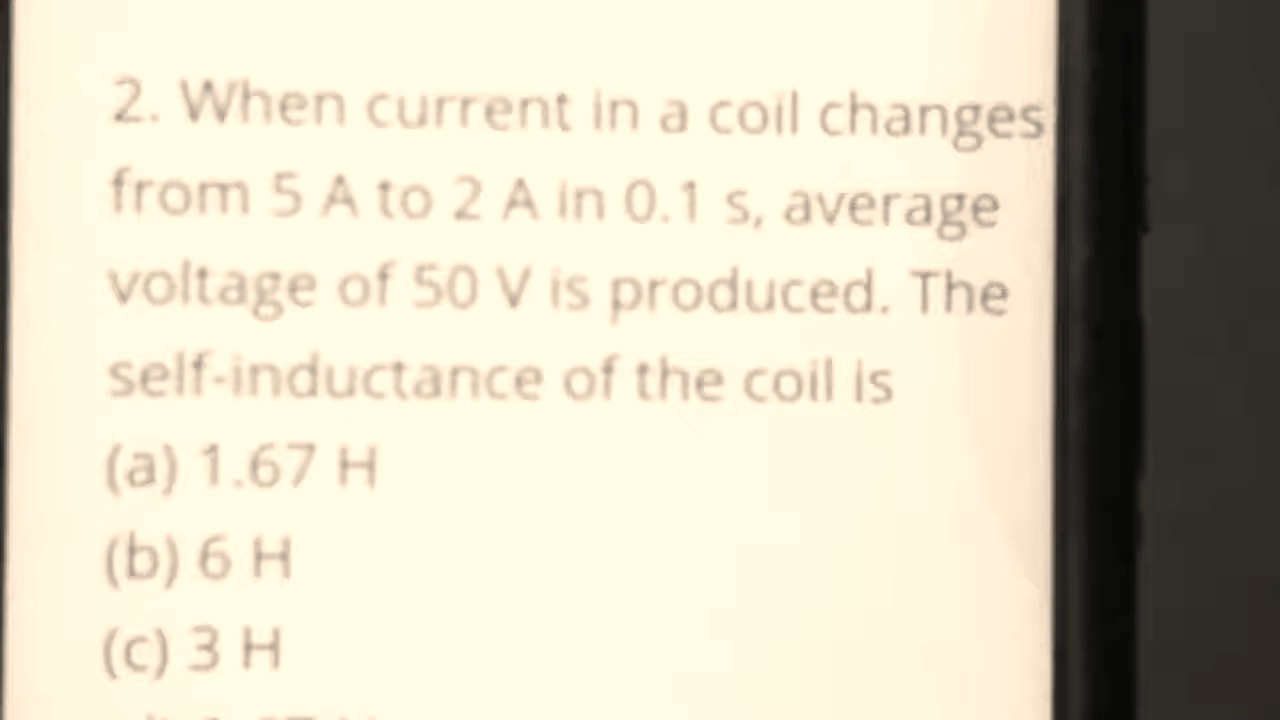 2. When current in a coil changes
from 5 A to 2 A in 0.1 s, average
voltage of 50 V is produced. The
self-inductance of the coil is
(a) 1.67 H
(b) 6 H
(c) 3 H